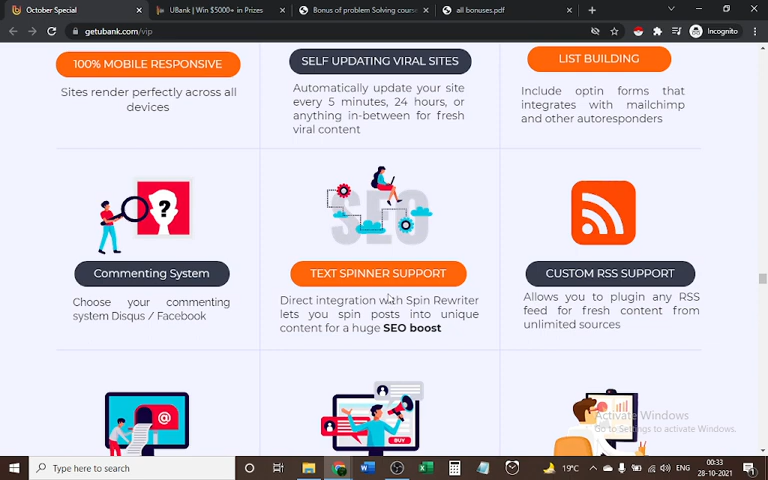 October Special
UBank | Win $5000+ in Prizes
Bonus of problem Solving course
all bonuses.pdf
getubank.com/vip
Incognito
100% MOBILE RESPONSIVE
Sites render perfectly across all
devices
SELF UPDATING VIRAL SITES
Automatically update your site
every 5 minutes, 24 hours, or
anything in-between for fresh
viral content
LIST BUILDING
Include optin forms that
integrates with mailchimp
and other autoresponders
Commenting System
Choose your commenting
system Disqus / Facebook
SEO
TEXT SPINNER SUPPORT
Direct integration with Spin Rewriter
lets you spin posts into unique
content for a huge SEO boost
CUSTOM RSS SUPPORT
Allows you to plugin any RSS
feed for fresh content from
unlimited sources
BUY
Activate Windows
Go to Settings to activate Windows.
Type here to search
19°C
ENG
00:33
28-10-2021